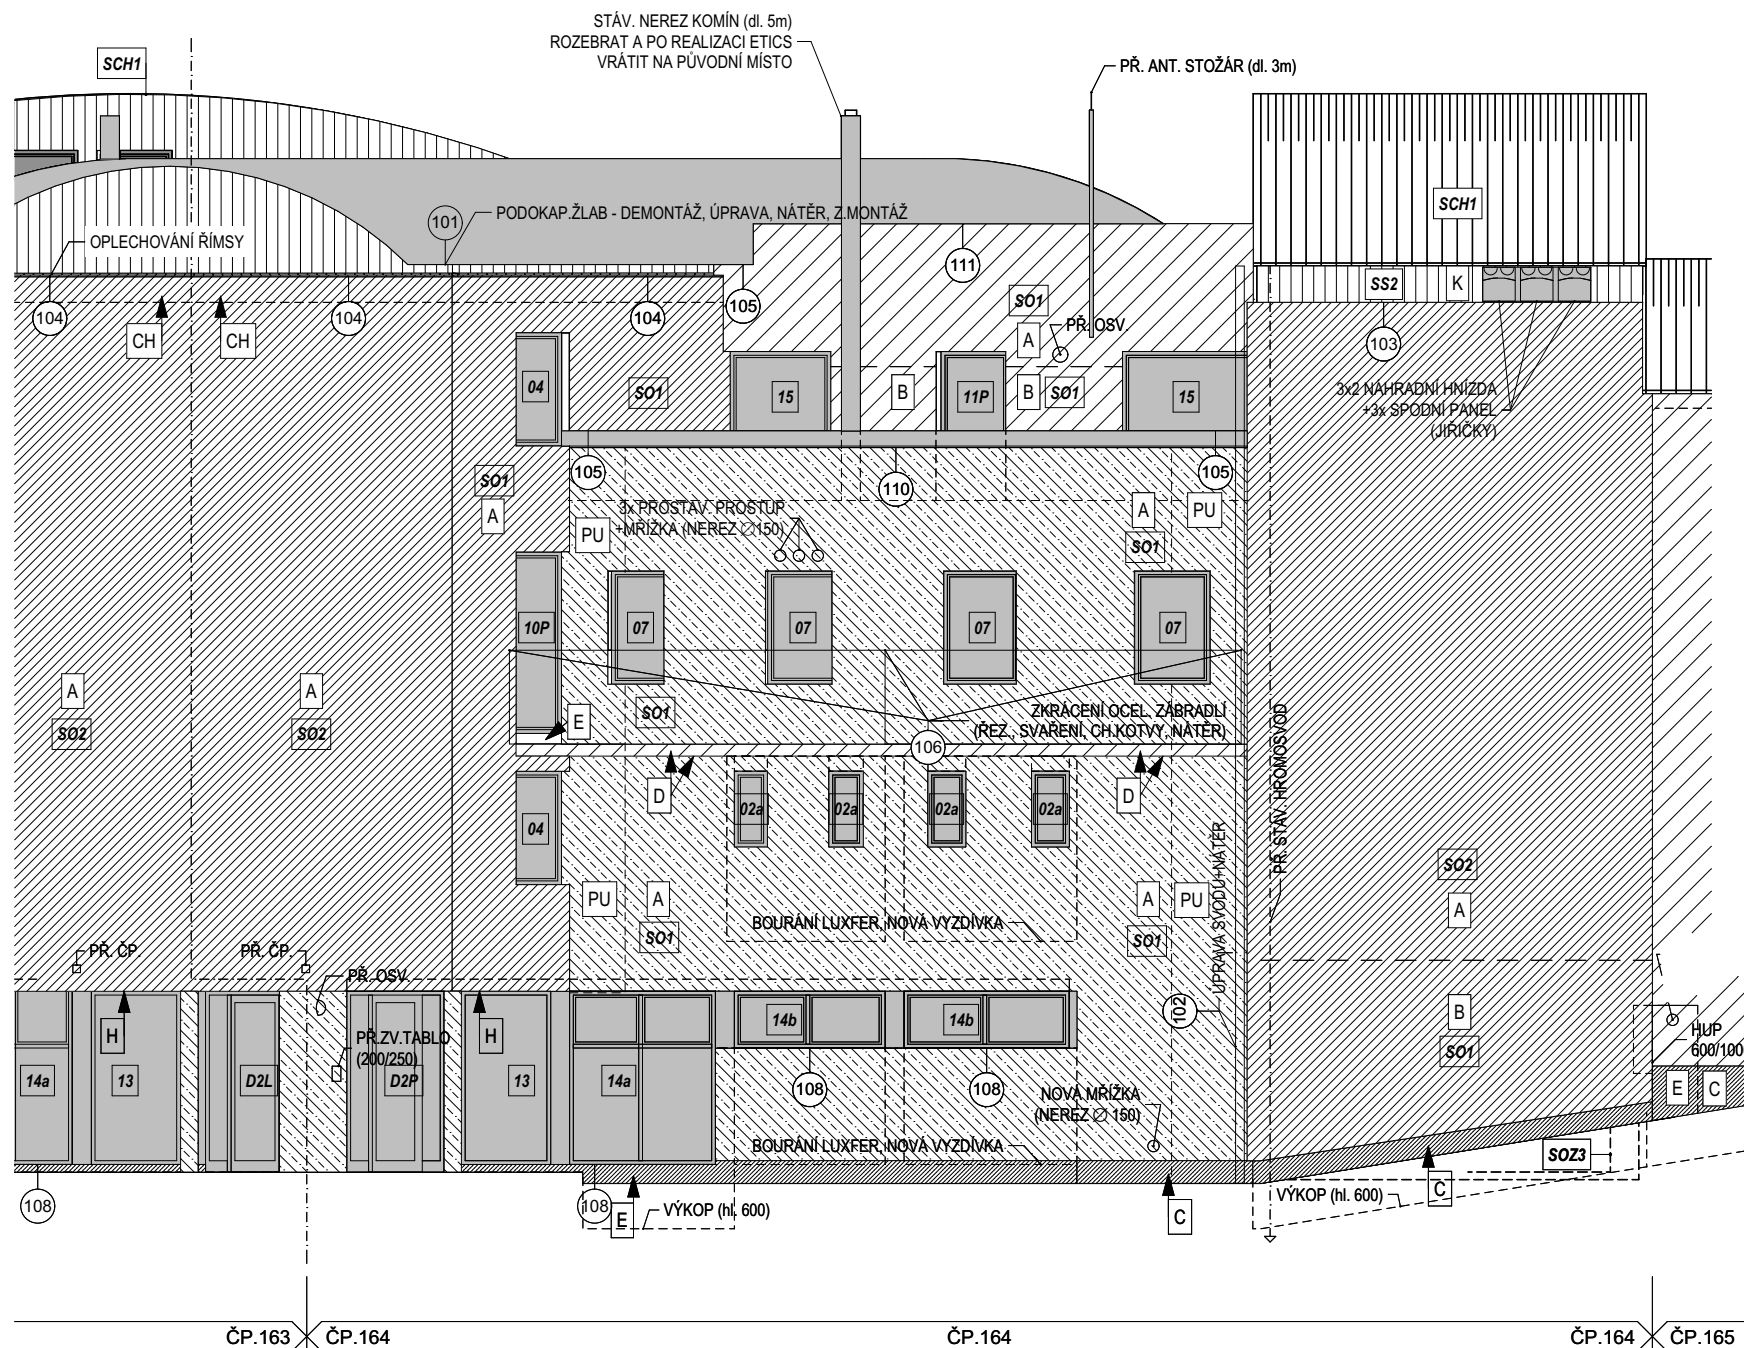 STÁV. NEREZ KOMÍN (dl. 5m)
ROZEBRAT A PO REALIZACI ETICS
VRÁTIT NA PŮVODNÍ MÍSTO
SCH1
PŘ. ANT. STOŽÁR (dl. 3m)
SCH1
101
PODOKAP.ŽLAB - DEMONTÁŽ, ÚPRAVA, NÁTĚR, Z.MONTÁŽ
OPLECHOVÁNÍ ŘÍMSY
111
104
104
104
105
SO1
SS2
K
CH
CH
A
PŘ. OSV.
103
04
SO1
15
B
11P
B
SO1
15
3x2 NÁHRADNÍ HNÍZDA
+3x SPODNÍ PANEL
(JIŘIČKY)
105
110
105
SO1
A
3x PROSTAV. PROSTUP
+MŘÍŽKA (NEREZ ∅150)
PU
A
PU
SO1
10P
07
07
07
07
A
A
SO2
SO2
SO1
E
ZKRÁCENÍ OCEL. ZÁBRADLÍ
(ŘEZ., SVAŘENÍ, CH.KOTVY, NÁTĚR)
106
PŘ. STÁV. HROMOSVOD
D
D
04
02a
02a
02a
02a
ÚPRAVA SVODU+NÁTĚR
102
SO2
A
PU
A
SO1
A
PU
SO1
BOURÁNÍ LUXFER, NOVÁ VYZDÍVKA
PŘ. ČP.
PŘ. ČP.
PŘ. OSV.
H
H
14b
14b
B
SO1
HUP
600/100
PŘ.ZV.TABLO
(200/250)
14a
13
D2L
D2P
13
14a
108
108
E
C
NOVÁ MŘÍŽKA
(NEREZ ∅ 150)
BOURÁNÍ LUXFER, NOVÁ VYZDÍVKA
SOZ3
108
108
E
VÝKOP (hl. 600)
C
VÝKOP (hl. 600)
C
ČP.163
ČP.164
ČP.164
ČP.164
ČP.165